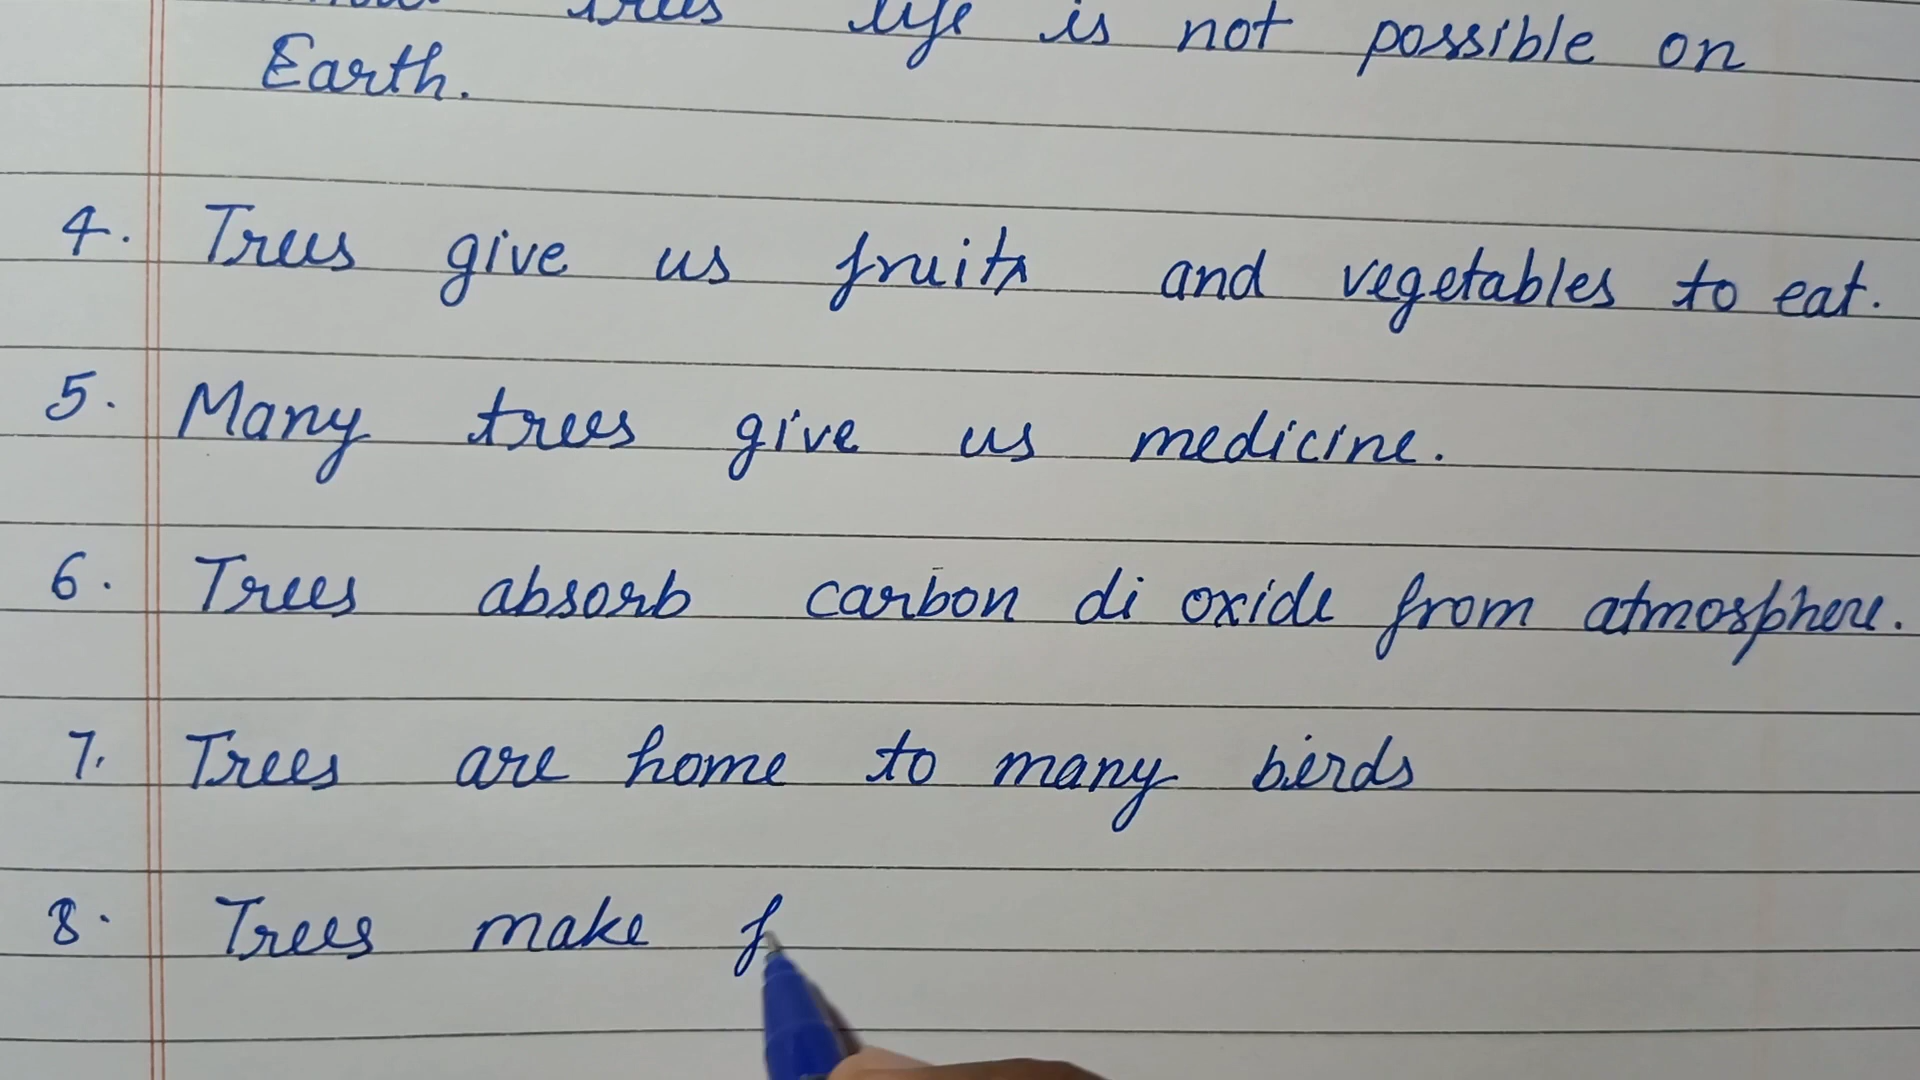 trees life is not possible on
Earth.
4. Trees give us fruits and vegetables to eat.
5. Many trees give us medicine.
6. Trees absorb carbon di oxide from atmosphere.
7. Trees are home to many birds
8. Trees make f